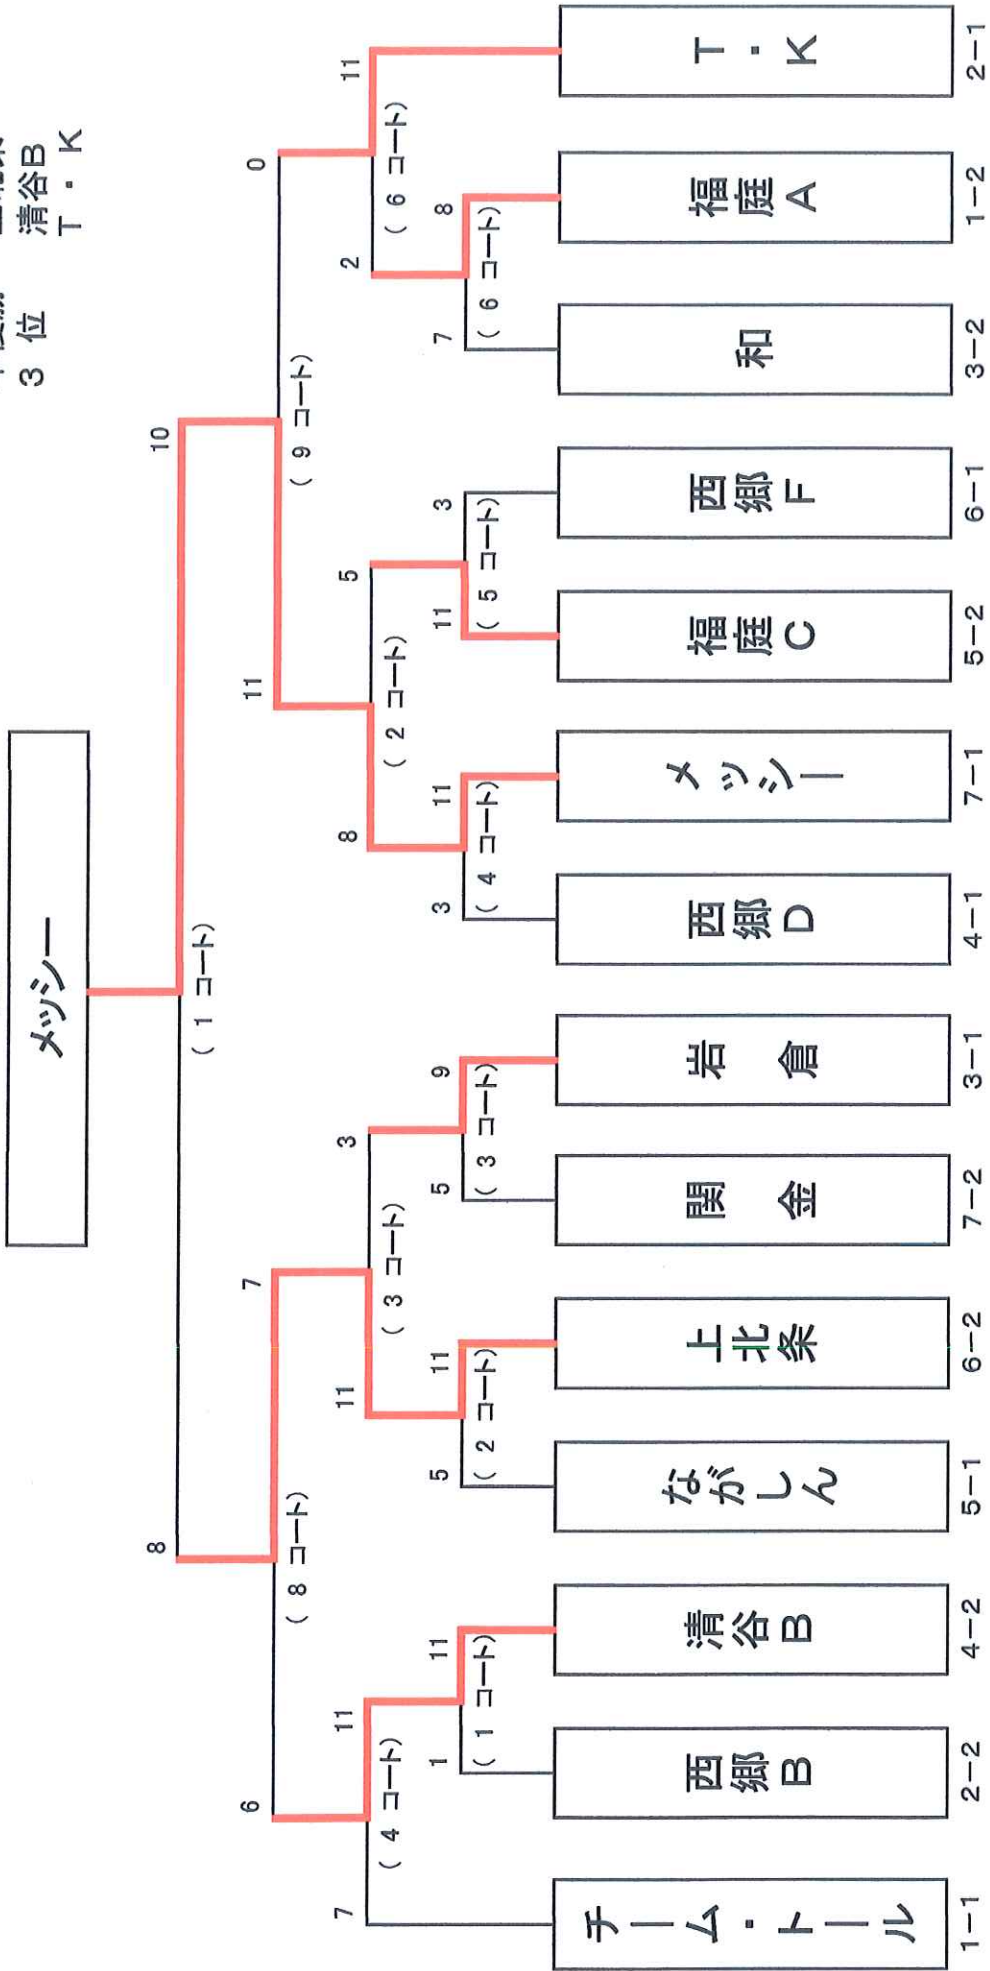 3 位 清谷B
T・K
メッシー
8 10
( 1 コート)
6 7 11 0
( 8 コート) ( 9 コート)
7 11 11 3 8 5 2 11
( 4 コート) ( 3 コート) ( 2 コート) ( 6 コート)
1 11 5 11 5 9 3 11 11 3 7 8
( 1 コート) ( 2 コート) ( 3 コート) ( 4 コート) ( 5 コート) ( 6 コート)
チーム・トール
西郷B
清谷B
ながしん
上北条
関金
岩倉
西郷D
メッシー
福庭C
西郷F
和
福庭A
T・K
1-1 2-2 4-2 5-1 6-2 7-2 3-1 4-1 7-1 5-2 6-1 3-2 1-2 2-1